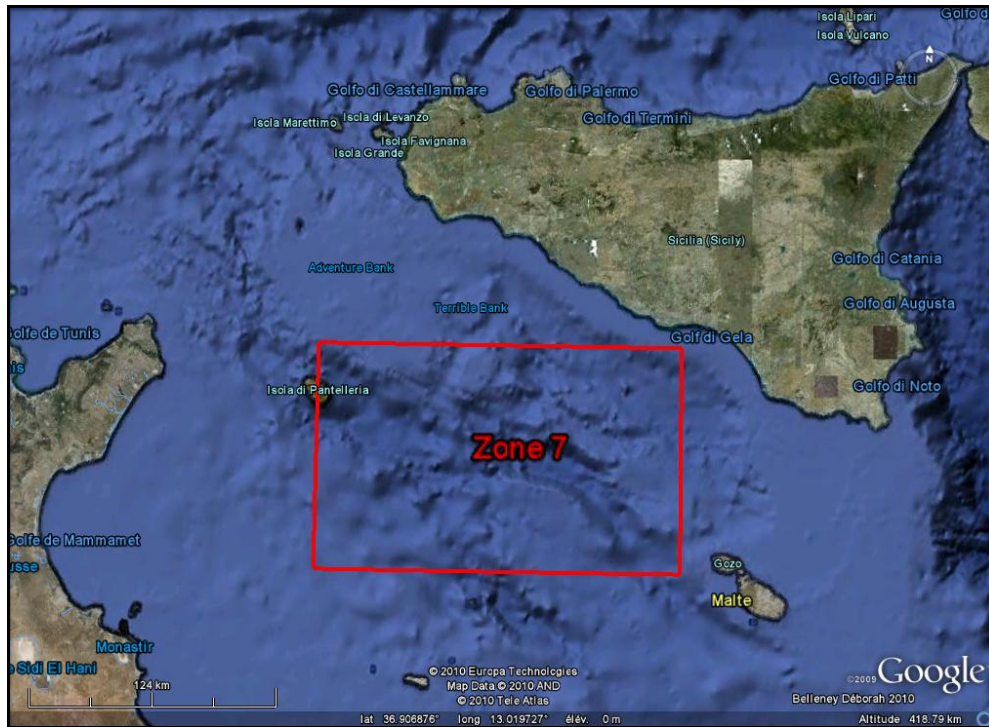 Isola Lipari
Golfo d
Isola Vulcano
N
Golfo di Patti
Golfo di Castellammare
Golfo di Palermo
Isola Marettimo
Isola di Levanzo
Golfo di Termini
Isola Favignana
Isola Grande
Sicilia (Sicily)
Golfo di Catania
Adventure Bank
Golfo di Augusta
Terrible Bank
Golfe de Tunis
Golf di Gela
is
Isola di Pantelleria
Golfo di Noto
Zone 7
Golfe de Mammamet
usse
Gozo
Malte
Monastir
Sidi El Hani
© 2010 Europa Technologies
Map Data © 2010 AND
© 2010 Tele Atlas
124 km
©2009 Google
Belleney Déborah 2010
lat 36.906876° long 13.019727° élév. 0 m
Altitude 418.79 km